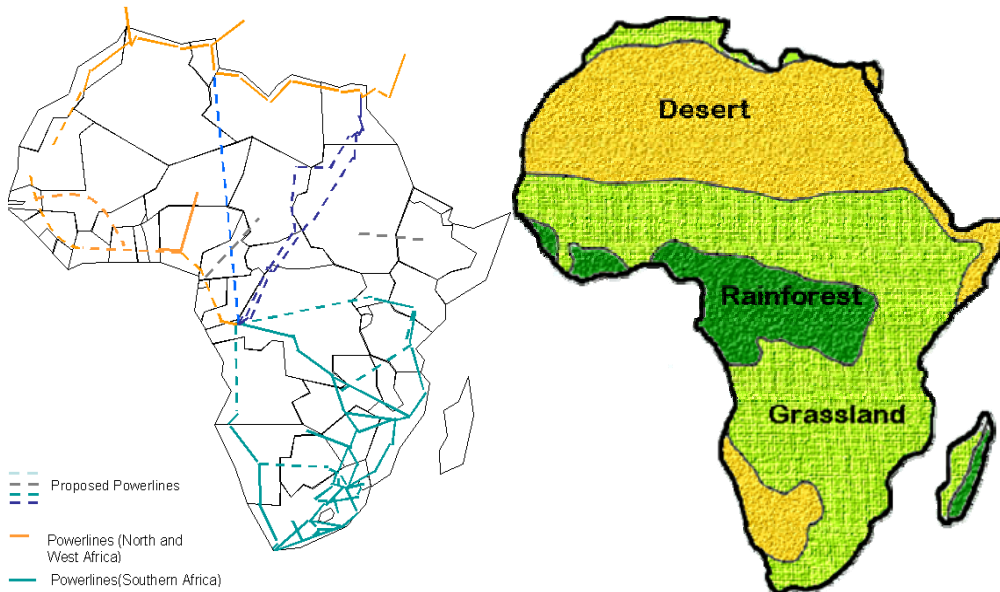 Proposed Powerlines
Powerlines (North and
West Africa)
Powerlines(Southern Africa)
Desert
Rainforest
Grassland